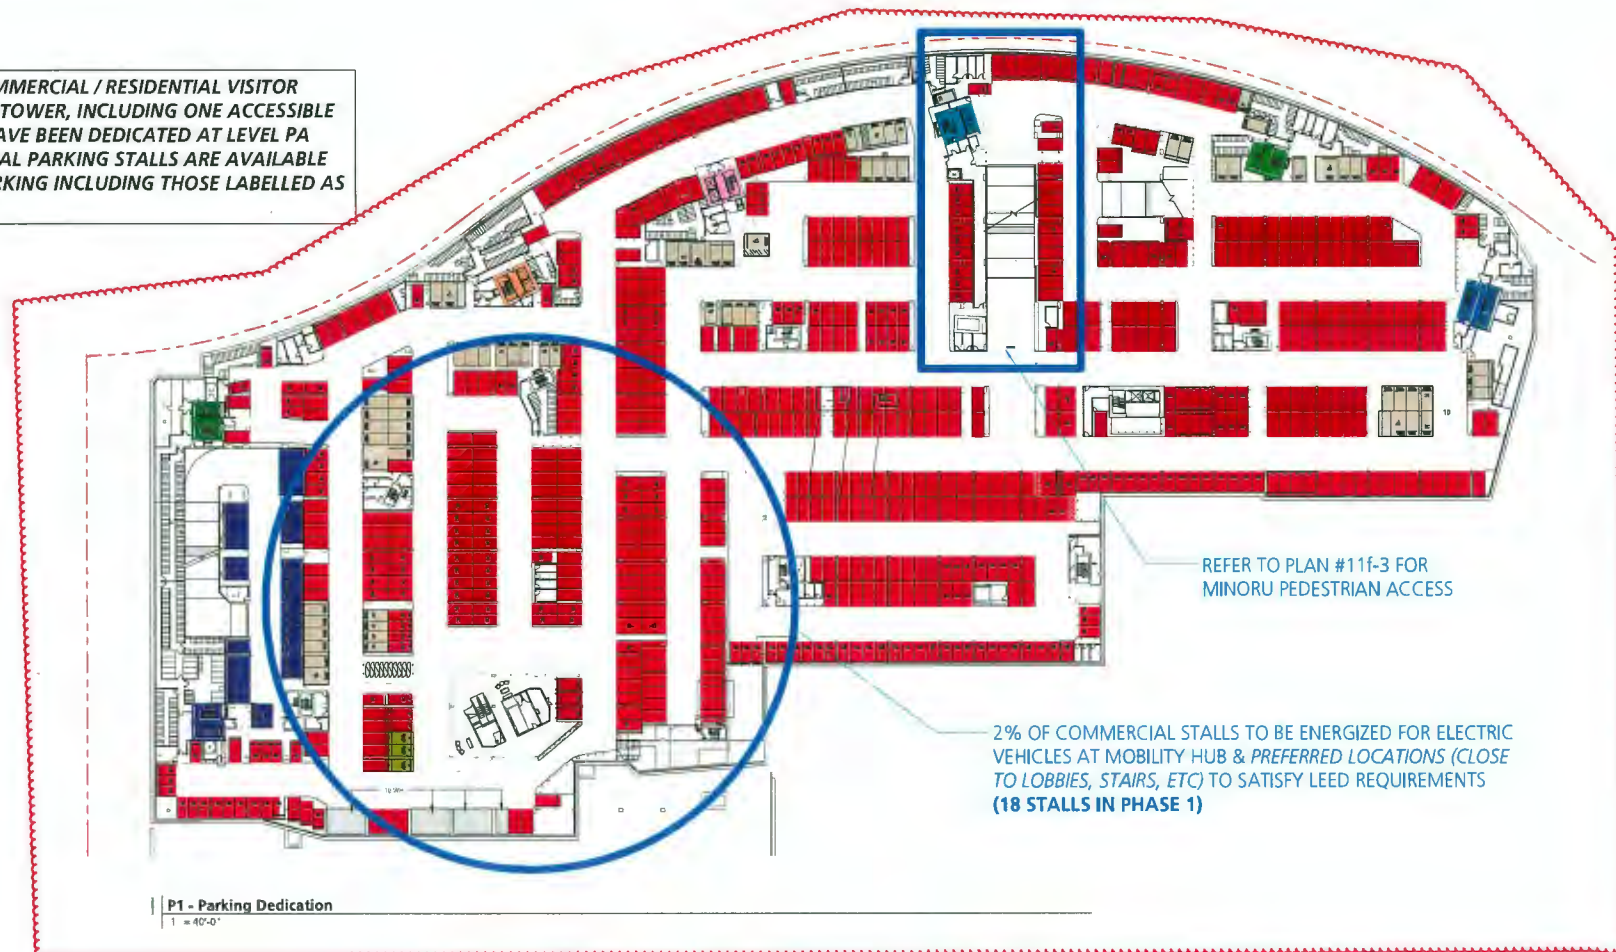 MMERCIAL / RESIDENTIAL VISITOR
TOWER, INCLUDING ONE ACCESSIBLE
AVE BEEN DEDICATED AT LEVEL PA
AL PARKING STALLS ARE AVAILABLE
RKING INCLUDING THOSE LABELLED AS
REFER TO PLAN #11f-3 FOR
MINORU PEDESTRIAN ACCESS
2% OF COMMERCIAL STALLS TO BE ENERGIZED FOR ELECTRIC
VEHICLES AT MOBILITY HUB & PREFERRED LOCATIONS (CLOSE
TO LOBBIES, STAIRS, ETC) TO SATISFY LEED REQUIREMENTS
(18 STALLS IN PHASE 1)
P1 - Parking Dedication
1 = 40'-0"